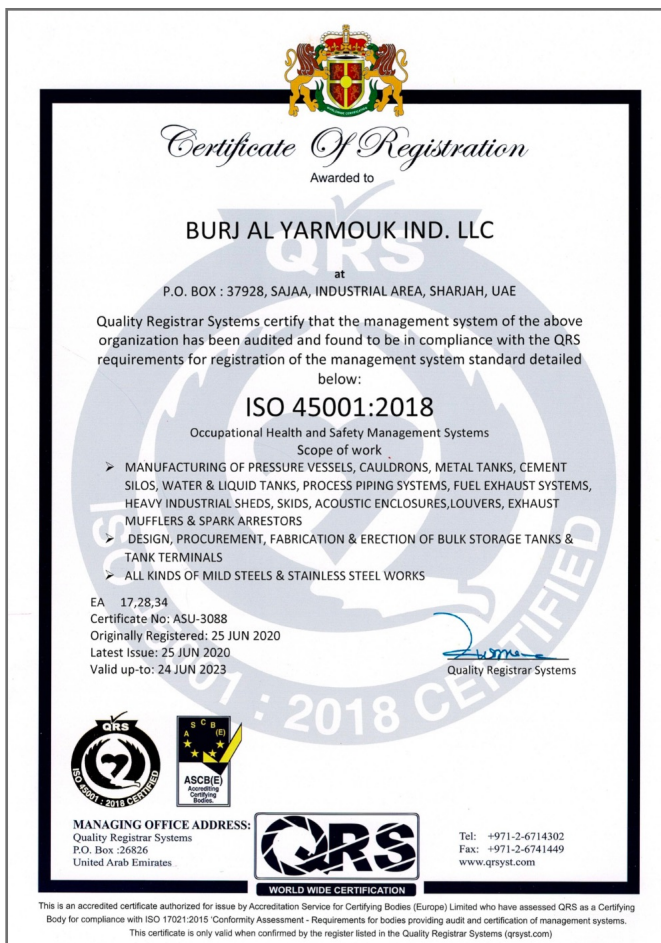 WORLDWIDE CERTIFICATION
Certificate Of Registration
Awarded to
BURJ AL YARMOUK IND. LLC
QRS
at
P.O. BOX : 37928, SAJAA, INDUSTRIAL AREA, SHARJAH, UAE
Quality Registrar Systems certify that the management system of the above
organization has been audited and found to be in compliance with the QRS
requirements for registration of the management system standard detailed
below:
ISO 45001:2018
Occupational Health and Safety Management Systems
Scope of work
➢ MANUFACTURING OF PRESSURE VESSELS, CAULDRONS, METAL TANKS, CEMENT
SILOS, WATER & LIQUID TANKS, PROCESS PIPING SYSTEMS, FUEL EXHAUST SYSTEMS,
HEAVY INDUSTRIAL SHEDS, SKIDS, ACOUSTIC ENCLOSURES,LOUVERS, EXHAUST
MUFFLERS & SPARK ARRESTORS
➢ DESIGN, PROCUREMENT, FABRICATION & ERECTION OF BULK STORAGE TANKS &
TANK TERMINALS
➢ ALL KINDS OF MILD STEELS & STAINLESS STEEL WORKS
EA 17,28,34
Certificate No: ASU-3088
Originally Registered: 25 JUN 2020
Latest Issue: 25 JUN 2020
Valid up-to: 24 JUN 2023
Quality Registrar Systems
ISO 45001 : 2018 CERTIFIED
QRS
ISO 45001 : 2018 CERTIFIED
A S C B (E)
ASCB(E)
Accrediting
Certifying
Bodies.
MANAGING OFFICE ADDRESS:
Quality Registrar Systems
P.O. Box :26826
United Arab Emirates
QRS
WORLD WIDE CERTIFICATION
Tel: +971-2-6714302
Fax: +971-2-6741449
www.qrsyst.com
This is an accredited certificate authorized for issue by Accreditation Service for Certifying Bodies (Europe) Limited who have assessed QRS as a Certifying
Body for compliance with ISO 17021:2015 'Conformity Assessment - Requirements for bodies providing audit and certification of management systems.
This certificate is only valid when confirmed by the register listed in the Quality Registrar Systems (qrsyst.com)